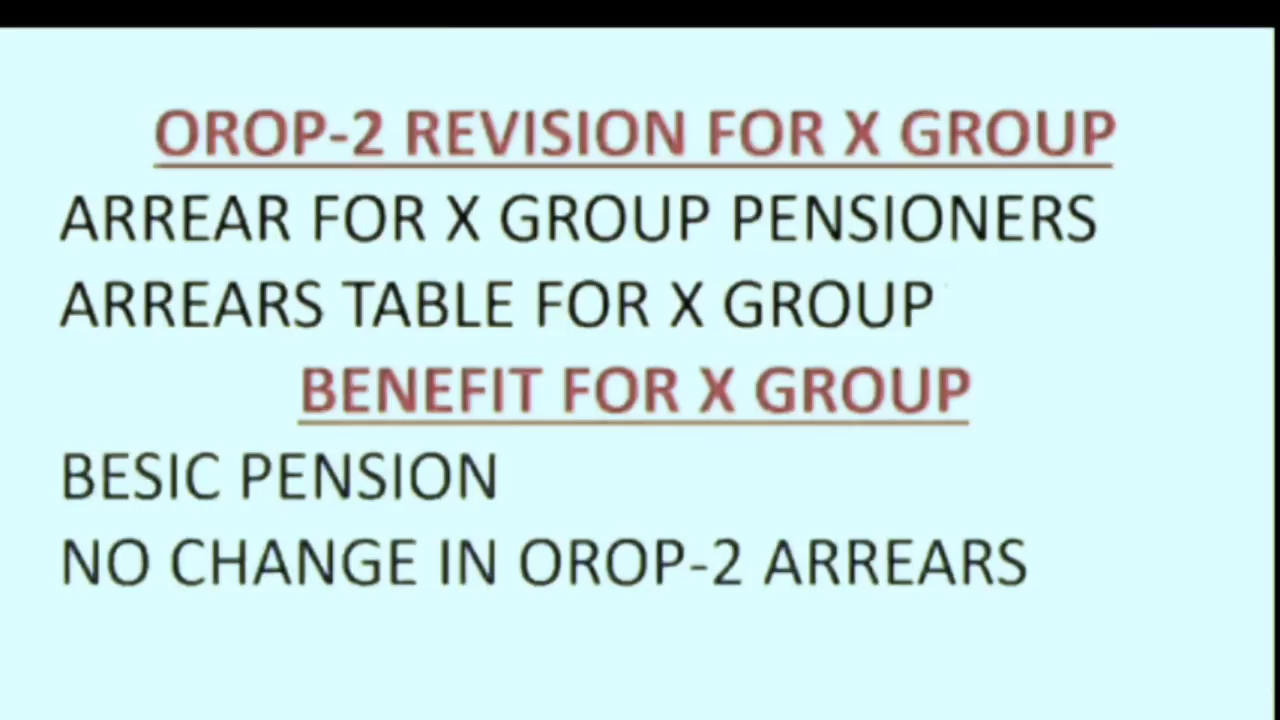 OROP-2 REVISION FOR X GROUP
ARREAR FOR X GROUP PENSIONERS
ARREARS TABLE FOR X GROUP
BENEFIT FOR X GROUP
BESIC PENSION
NO CHANGE IN OROP-2 ARREARS